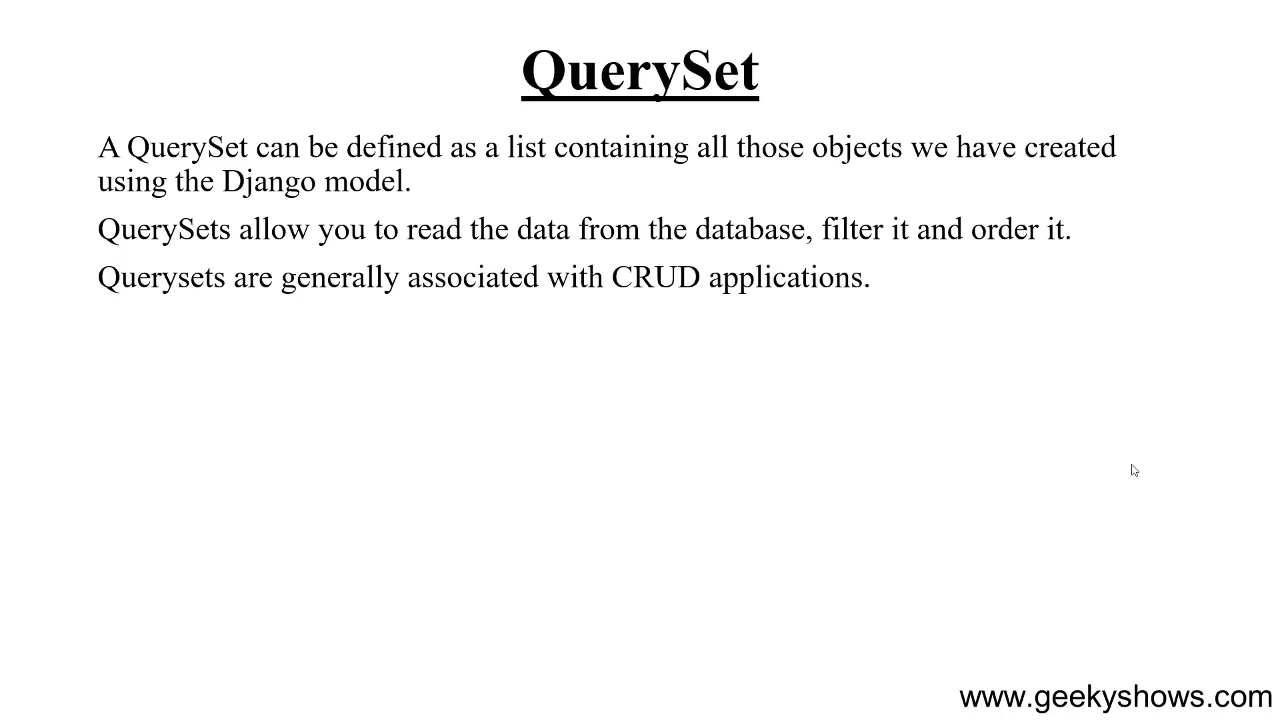 QuerySet
A QuerySet can be defined as a list containing all those objects we have created
using the Django model.
QuerySets allow you to read the data from the database, filter it and order it.
Querysets are generally associated with CRUD applications.
www.geekyshows.com